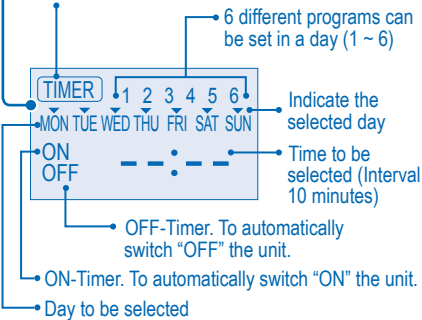 6 different programs can
be set in a day (1 ~ 6)
TIMER 1 2 3 4 5 6
MON TUE WED THU FRI SAT SUN
Indicate the
selected day
ON
OFF
--:--
Time to be
selected (Interval
10 minutes)
OFF-Timer. To automatically
switch “OFF” the unit.
ON-Timer. To automatically switch “ON” the unit.
Day to be selected